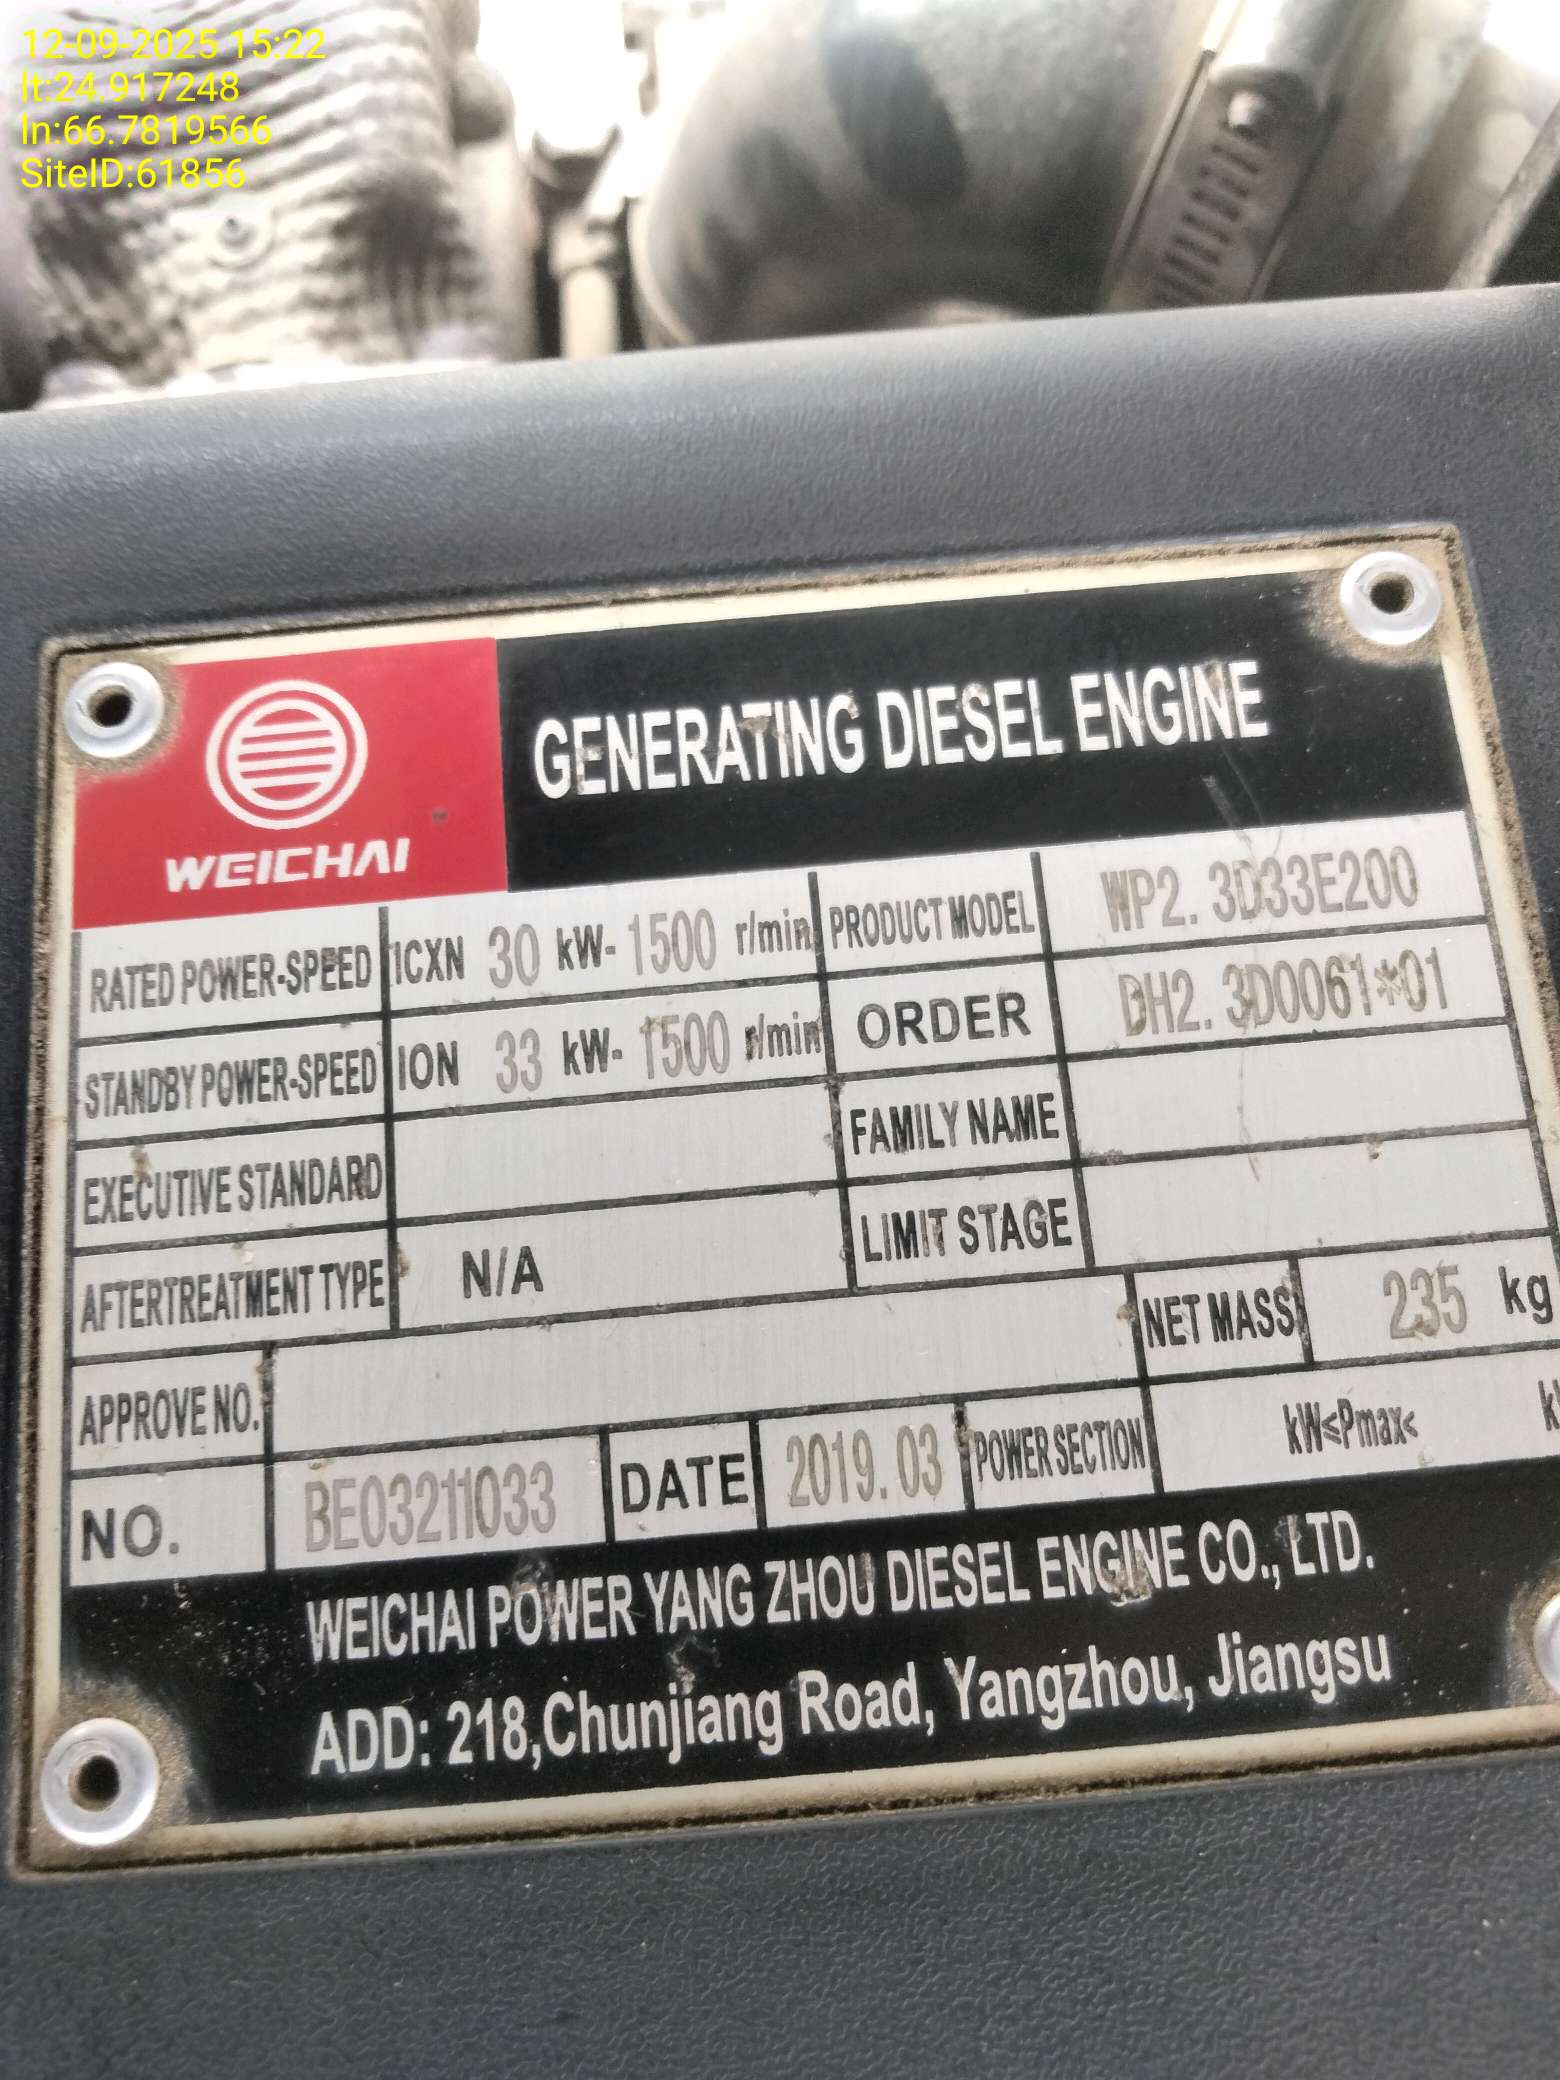 12-09-2025 15:22
lt:24.917248
ln:66.7819566
SiteID:61856
WEICHAI
GENERATING DIESEL ENGINE
RATED POWER-SPEED ICXN 30 kW- 1500 r/min PRODUCT MODEL WP2. 3D33E200
STANDBY POWER-SPEED ION 33 kW- 1500 r/min ORDER DH2. 3D0061*01
EXECUTIVE STANDARD FAMILY NAME
AFTERTREATMENT TYPE N/A LIMIT STAGE
APPROVE NO. NET MASS 235 kg
NO. BE03211033 DATE 2019. 03 POWER SECTION kW≤Pmax<
WEICHAI POWER YANG ZHOU DIESEL ENGINE CO., LTD.
ADD: 218,Chunjiang Road, Yangzhou, Jiangsu